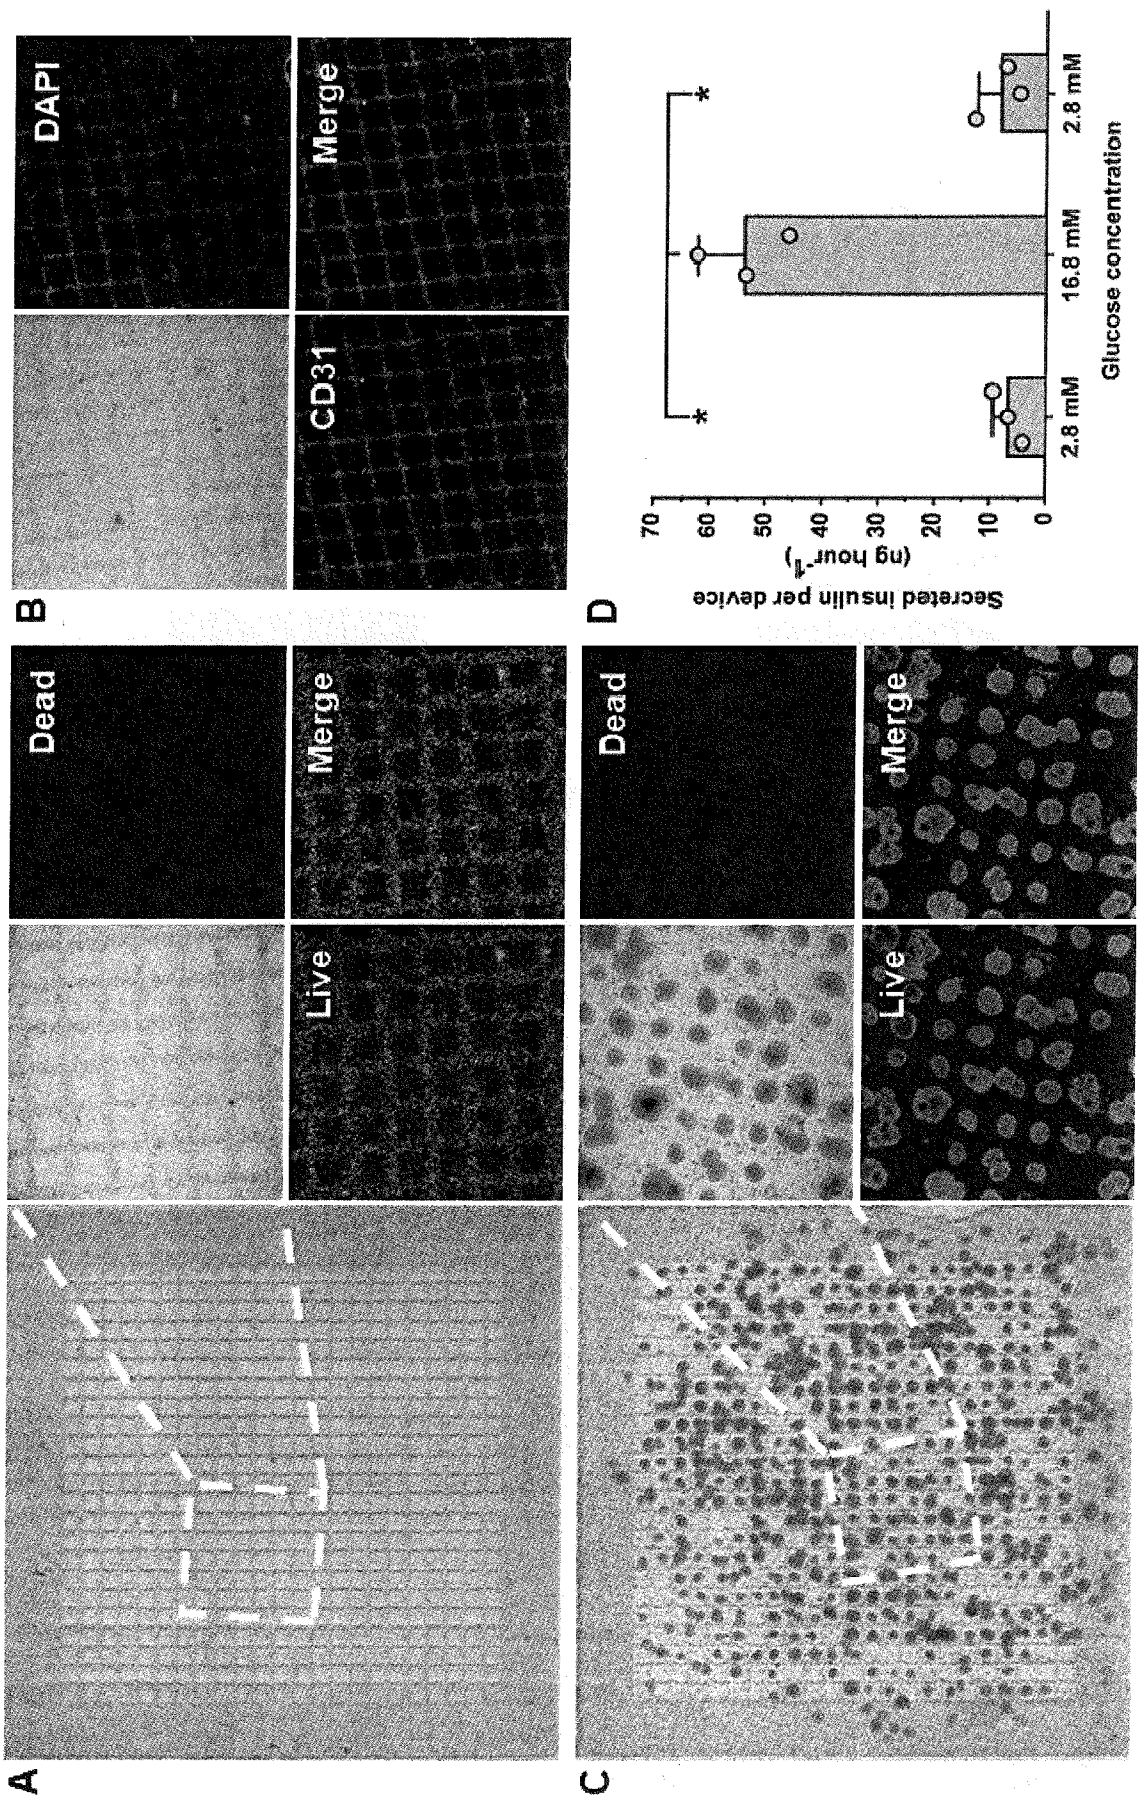 A
Dead
Live
Merge
B
DAPI
CD31
Merge
C
Dead
Live
Merge
D
Secreted insulin per device
(ng hour-1)
70
60
50
40
30
20
10
0
*
*
2.8 mM
16.8 mM
2.8 mM
Glucose concentration